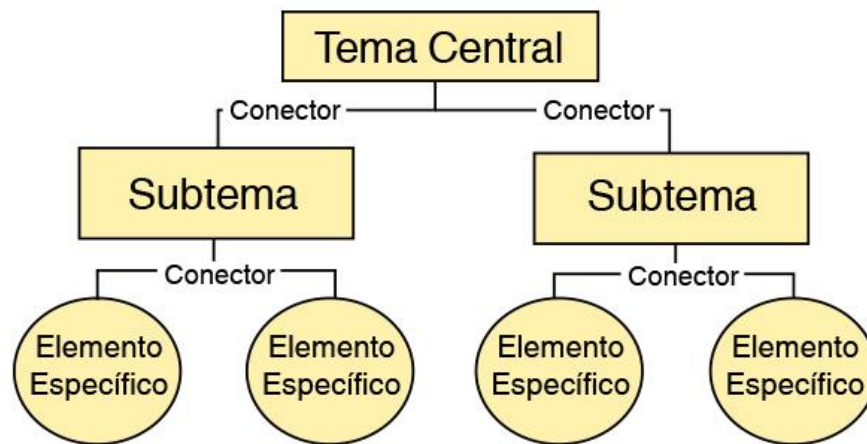 Tema Central
Conector Conector
Subtema Subtema
Conector Conector
Elemento Elemento Elemento Elemento
Específico Específico Específico Específico